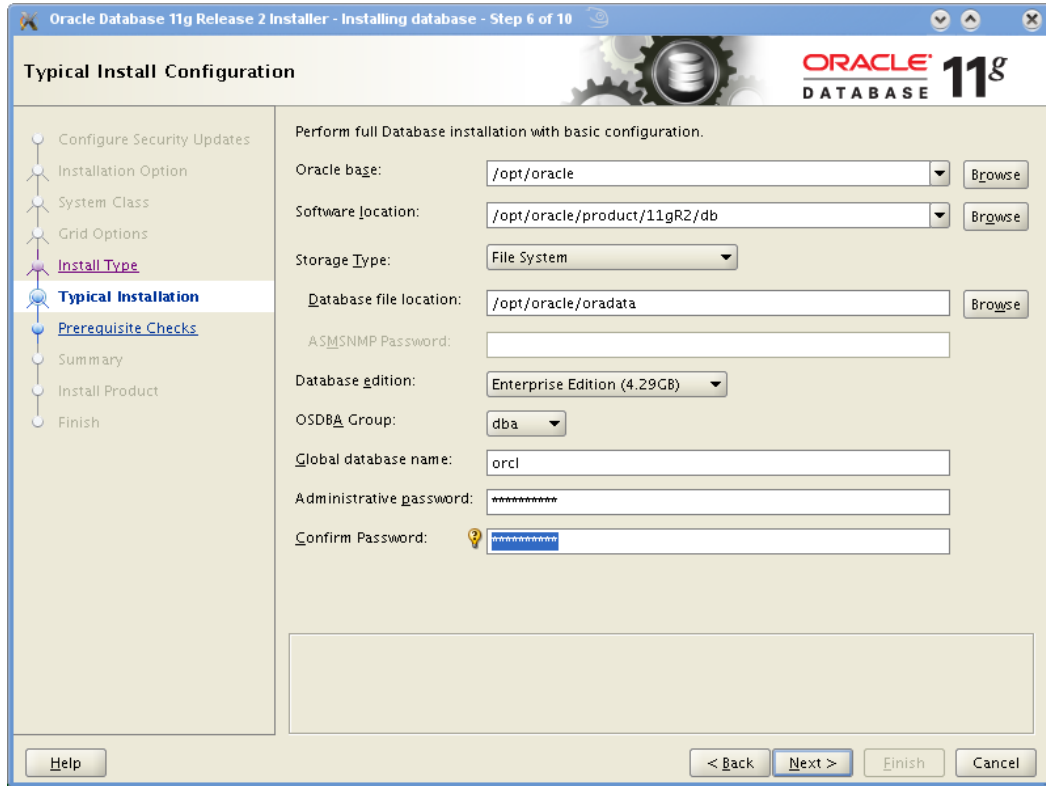 Oracle Database 11g Release 2 Installer - Installing database - Step 6 of 10
Typical Install Configuration
ORACLE
DATABASE
11g
Configure Security Updates
Installation Option
System Class
Grid Options
Install Type
Typical Installation
Prerequisite Checks
Summary
Install Product
Finish
Perform full Database installation with basic configuration.
Oracle base: /opt/oracle Browse
Software location: /opt/oracle/product/11gR2/db Browse
Storage Type: File System
Database file location: /opt/oracle/oradata Browse
ASMSNMP Password:
Database edition: Enterprise Edition (4.29GB)
OSDBA Group: dba
Global database name: orcl
Administrative password: **********
Confirm Password: **********
Help < Back Next > Finish Cancel